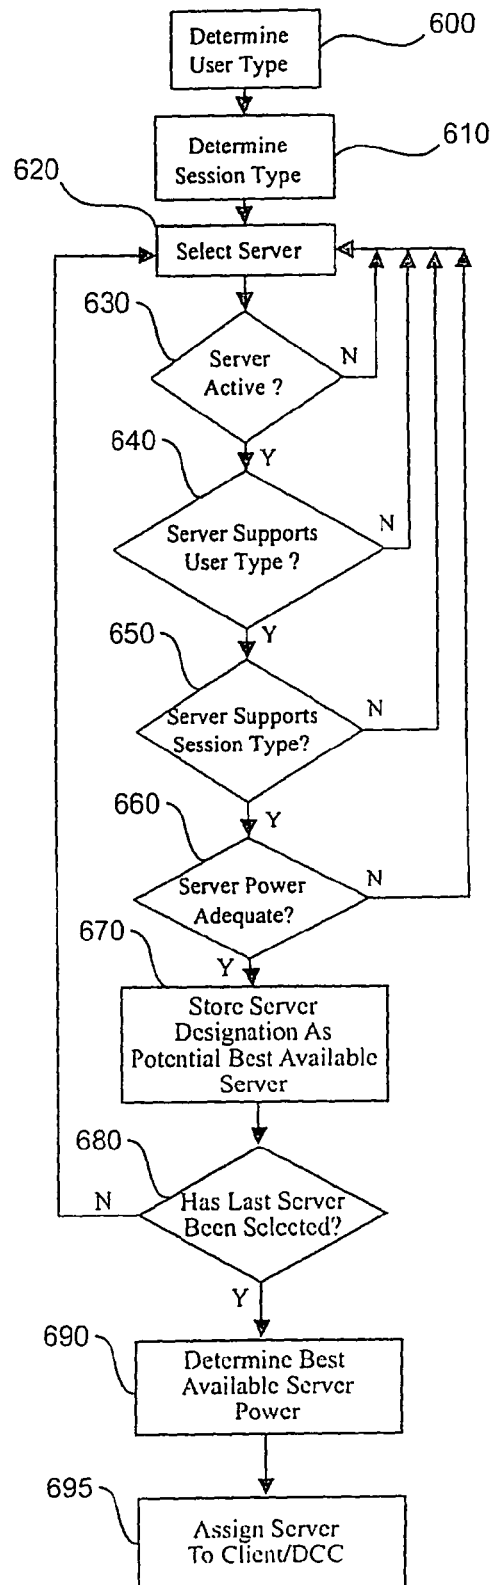 Determine
User Type
600
Determine
Session Type
610
620
Select Server
630
Server
Active ?
N
Y
640
Server Supports
User Type ?
N
Y
650
Server Supports
Session Type?
N
Y
660
Server Power
Adequate?
N
Y
670
Store Server
Designation As
Potential Best Available
Server
680
Has Last Server
Been Selected?
N
Y
690
Determine Best
Available Server
Power
695
Assign Server
To Client/DCC